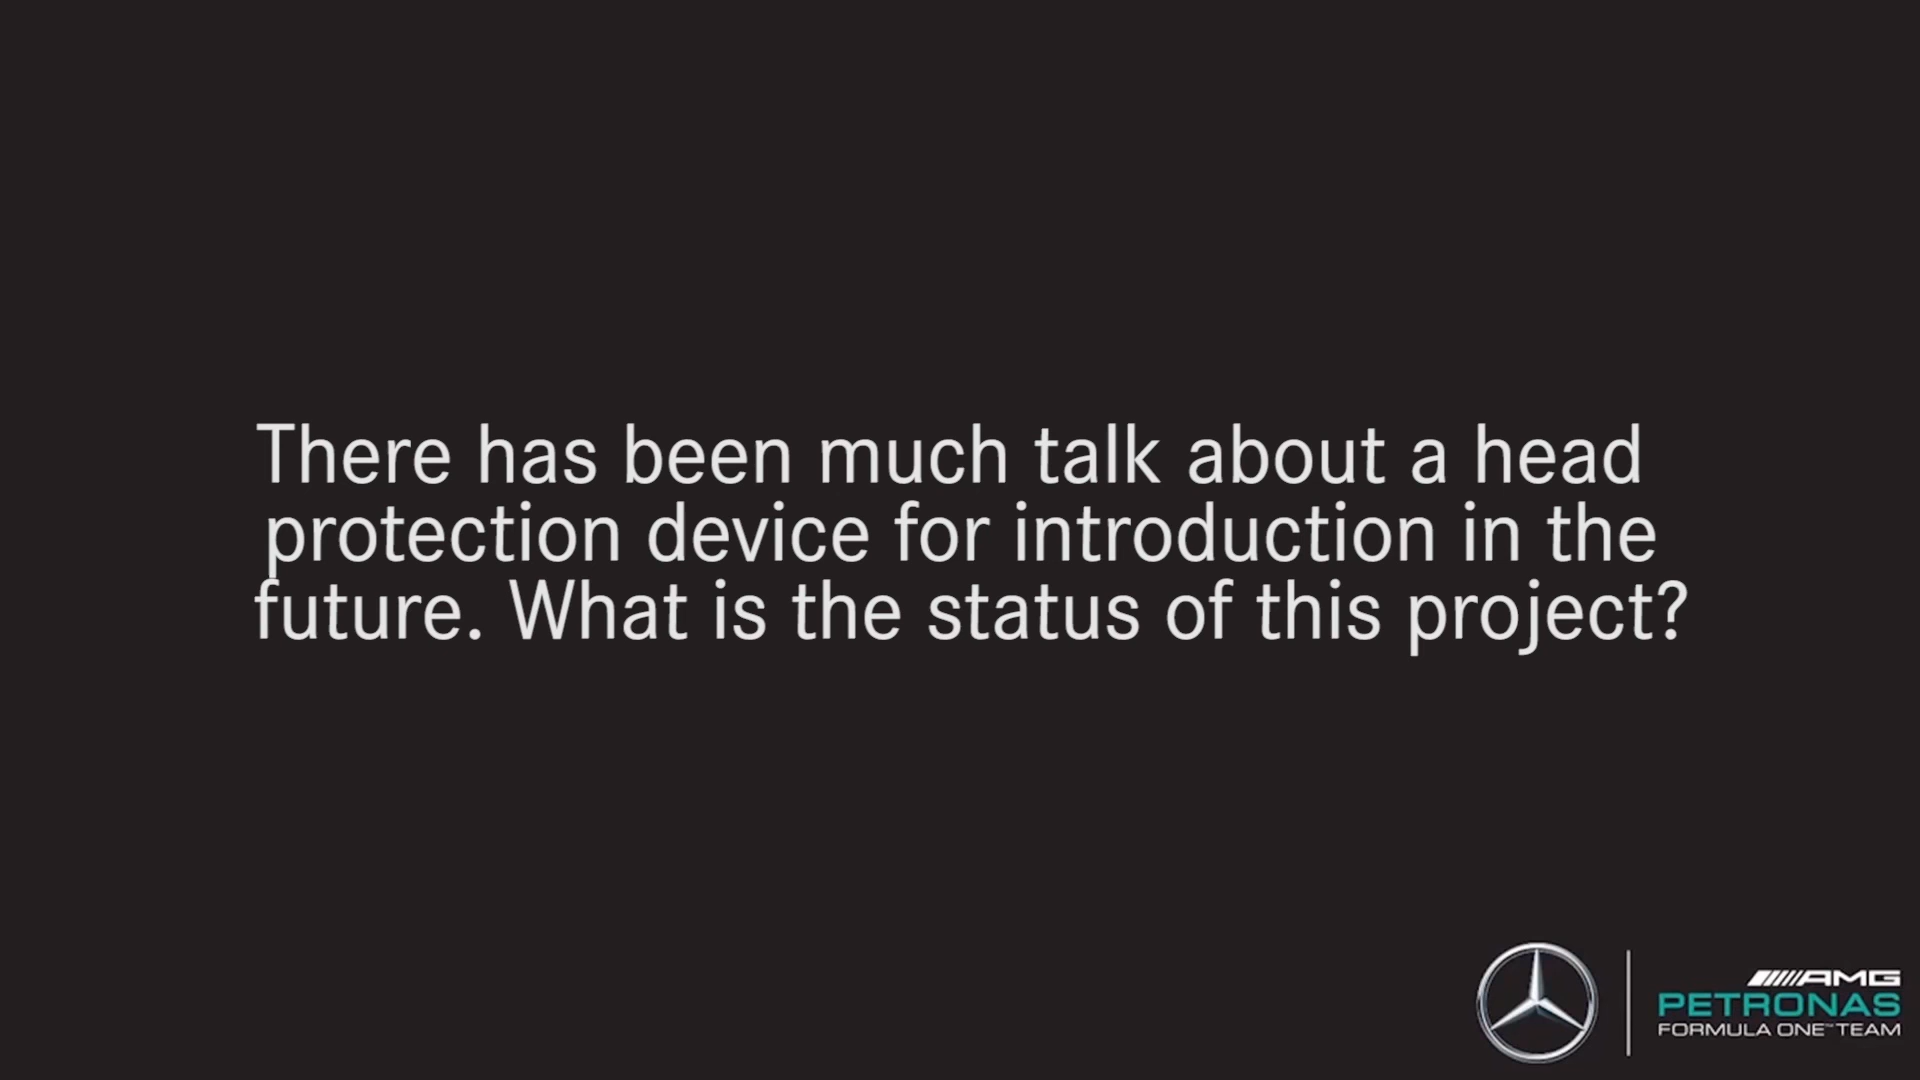 There has been much talk about a head
protection device for introduction in the
future. What is the status of this project?
AMG
PETRONAS
FORMULA ONE™ TEAM